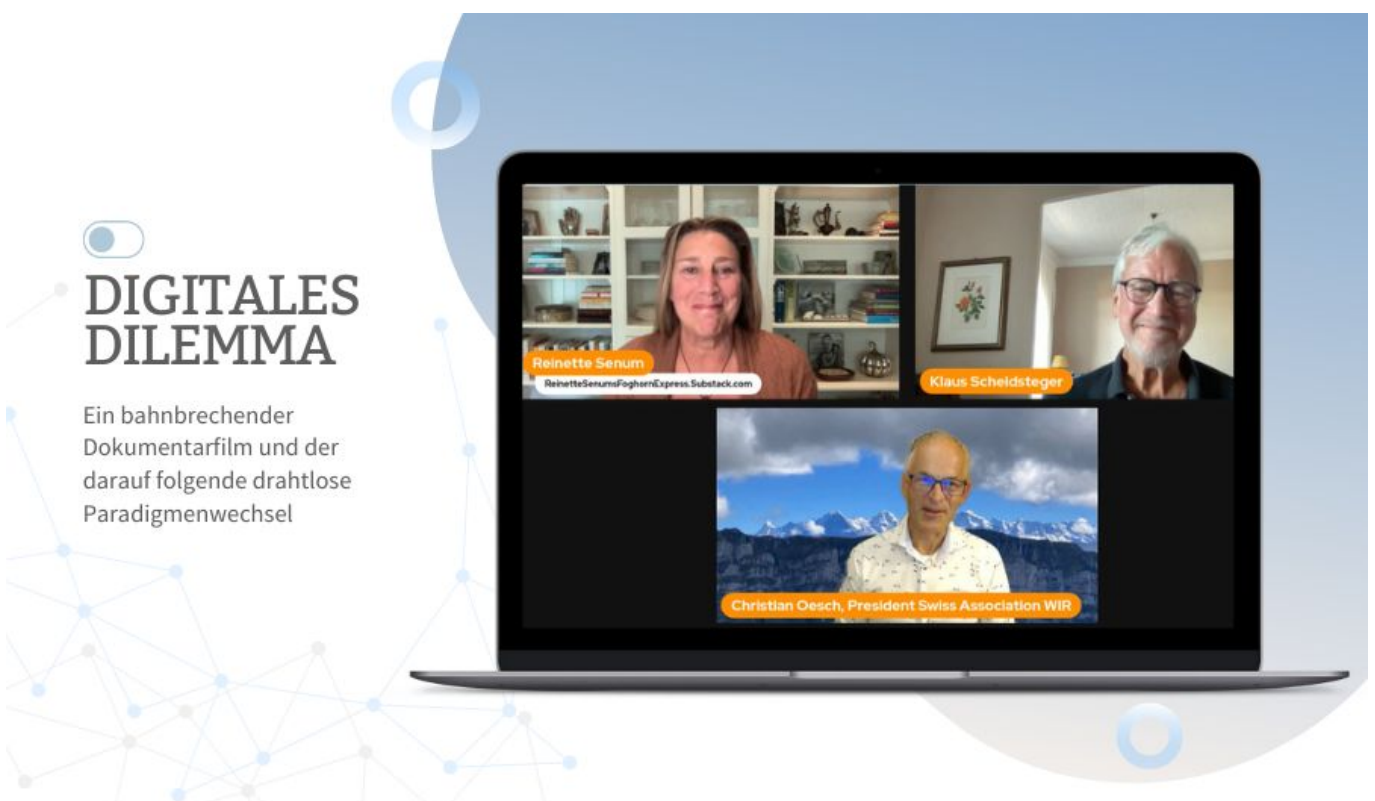 DIGITALES
DILEMMA
Ein bahnbrechender
Dokumentarfilm und der
darauf folgende drahtlose
Paradigmenwechsel
Reinette Senum
ReinetteSenumsFoghornExpress.Substack.com
Klaus Scheidsteger
Christian Oesch, President Swiss Association WIR